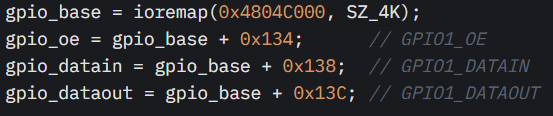 gpio_base = ioremap(0x4804C000, SZ_4K);
gpio_oe = gpio_base + 0x134;      // GPIO1_OE
gpio_datain = gpio_base + 0x138;  // GPIO1_DATAIN
gpio_dataout = gpio_base + 0x13C; // GPIO1_DATAOUT